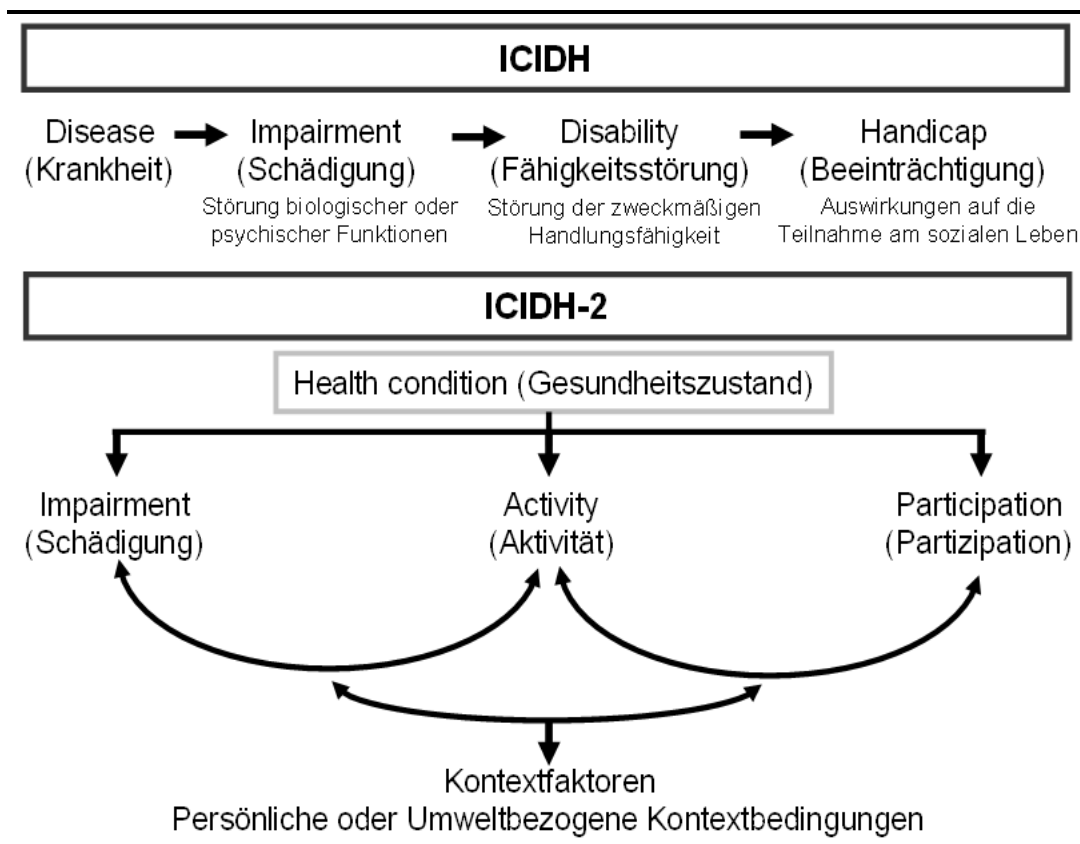 ICIDH
Disease Impairment Disability Handicap
(Krankheit) (Schädigung) (Fähigkeitsstörung) (Beeinträchtigung)
Störung biologischer oder Störung der zweckmäßigen Auswirkungen auf die
psychischer Funktionen Handlungsfähigkeit Teilnahme am sozialen Leben
ICIDH-2
Health condition (Gesundheitszustand)
Impairment Activity Participation
(Schädigung) (Aktivität) (Partizipation)
Kontextfaktoren
Persönliche oder Umweltbezogene Kontextbedingungen